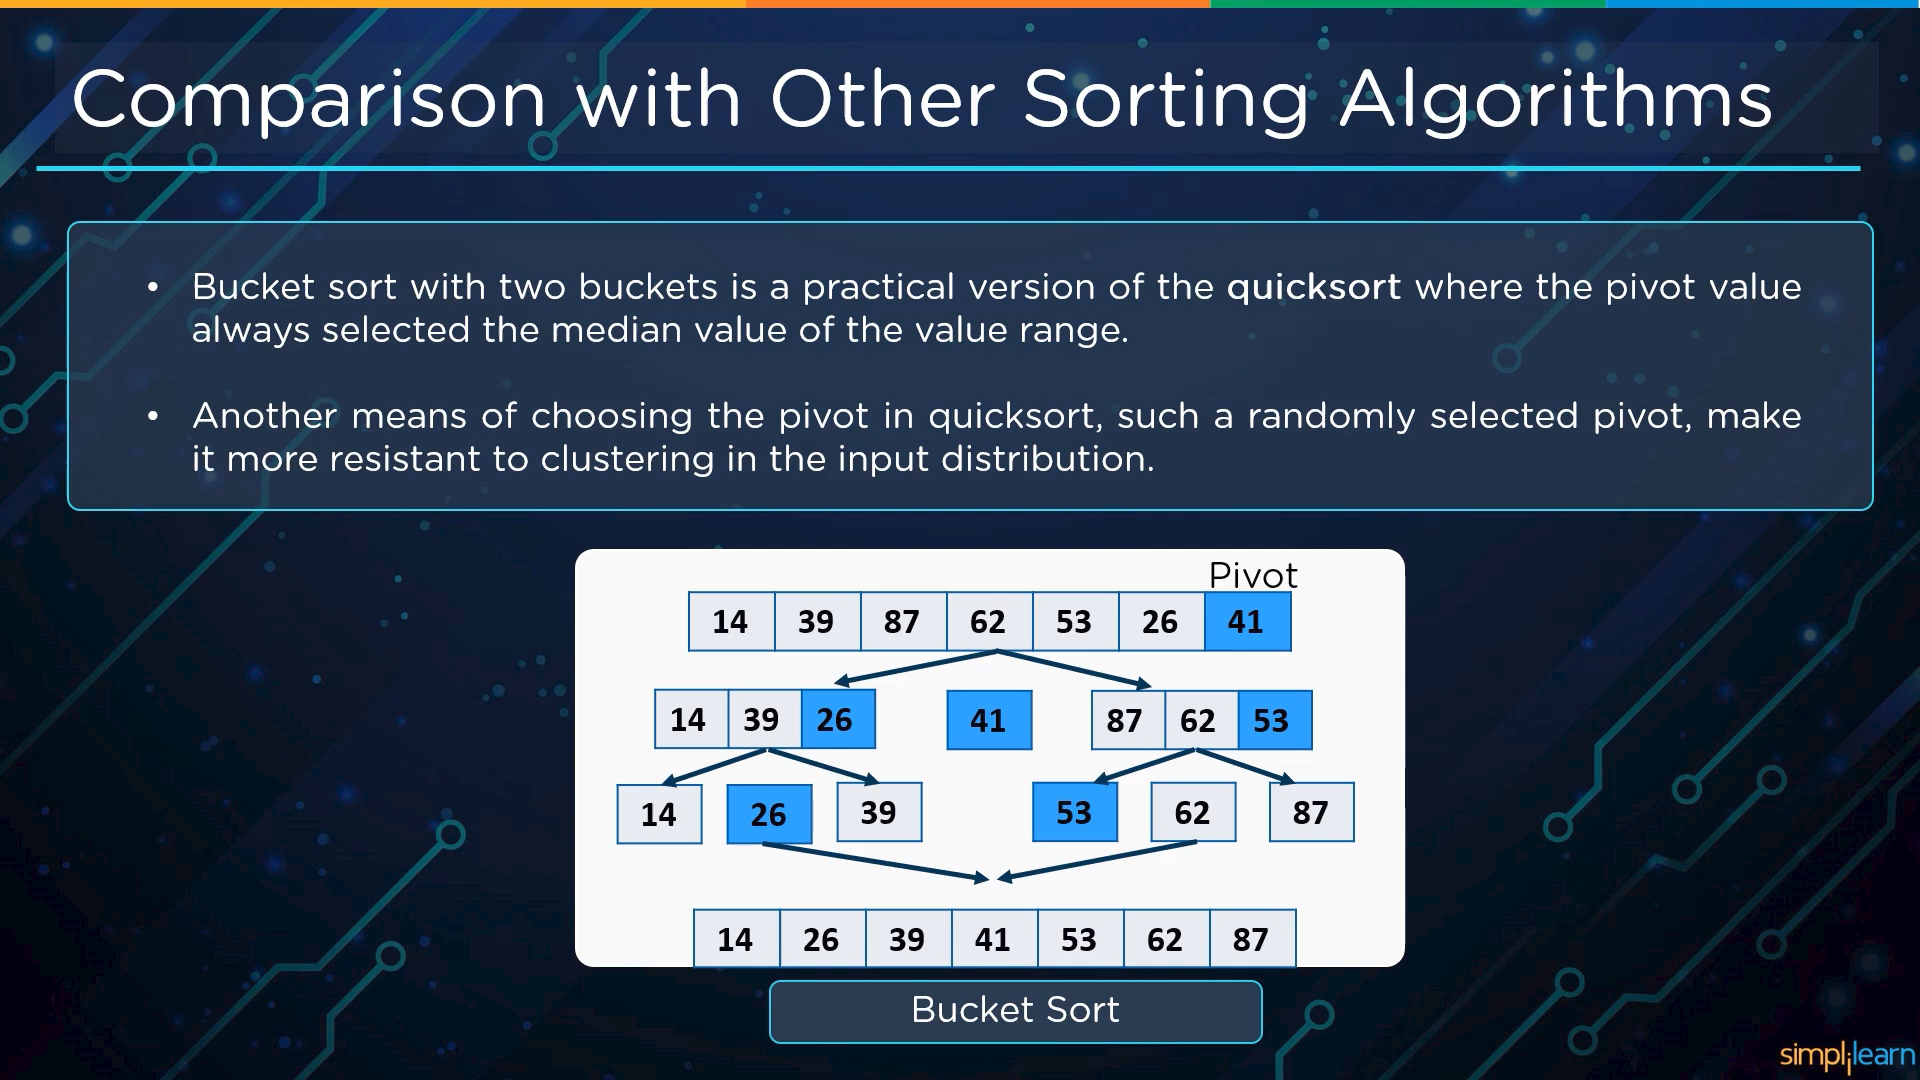 Comparison with Other Sorting Algorithms
• Bucket sort with two buckets is a practical version of the quicksort where the pivot value
always selected the median value of the value range.
• Another means of choosing the pivot in quicksort, such a randomly selected pivot, make
it more resistant to clustering in the input distribution.
Pivot
14 39 87 62 53 26 41
14 39 26 41 87 62 53
14 26 39 53 62 87
14 26 39 41 53 62 87
Bucket Sort
simplilearn